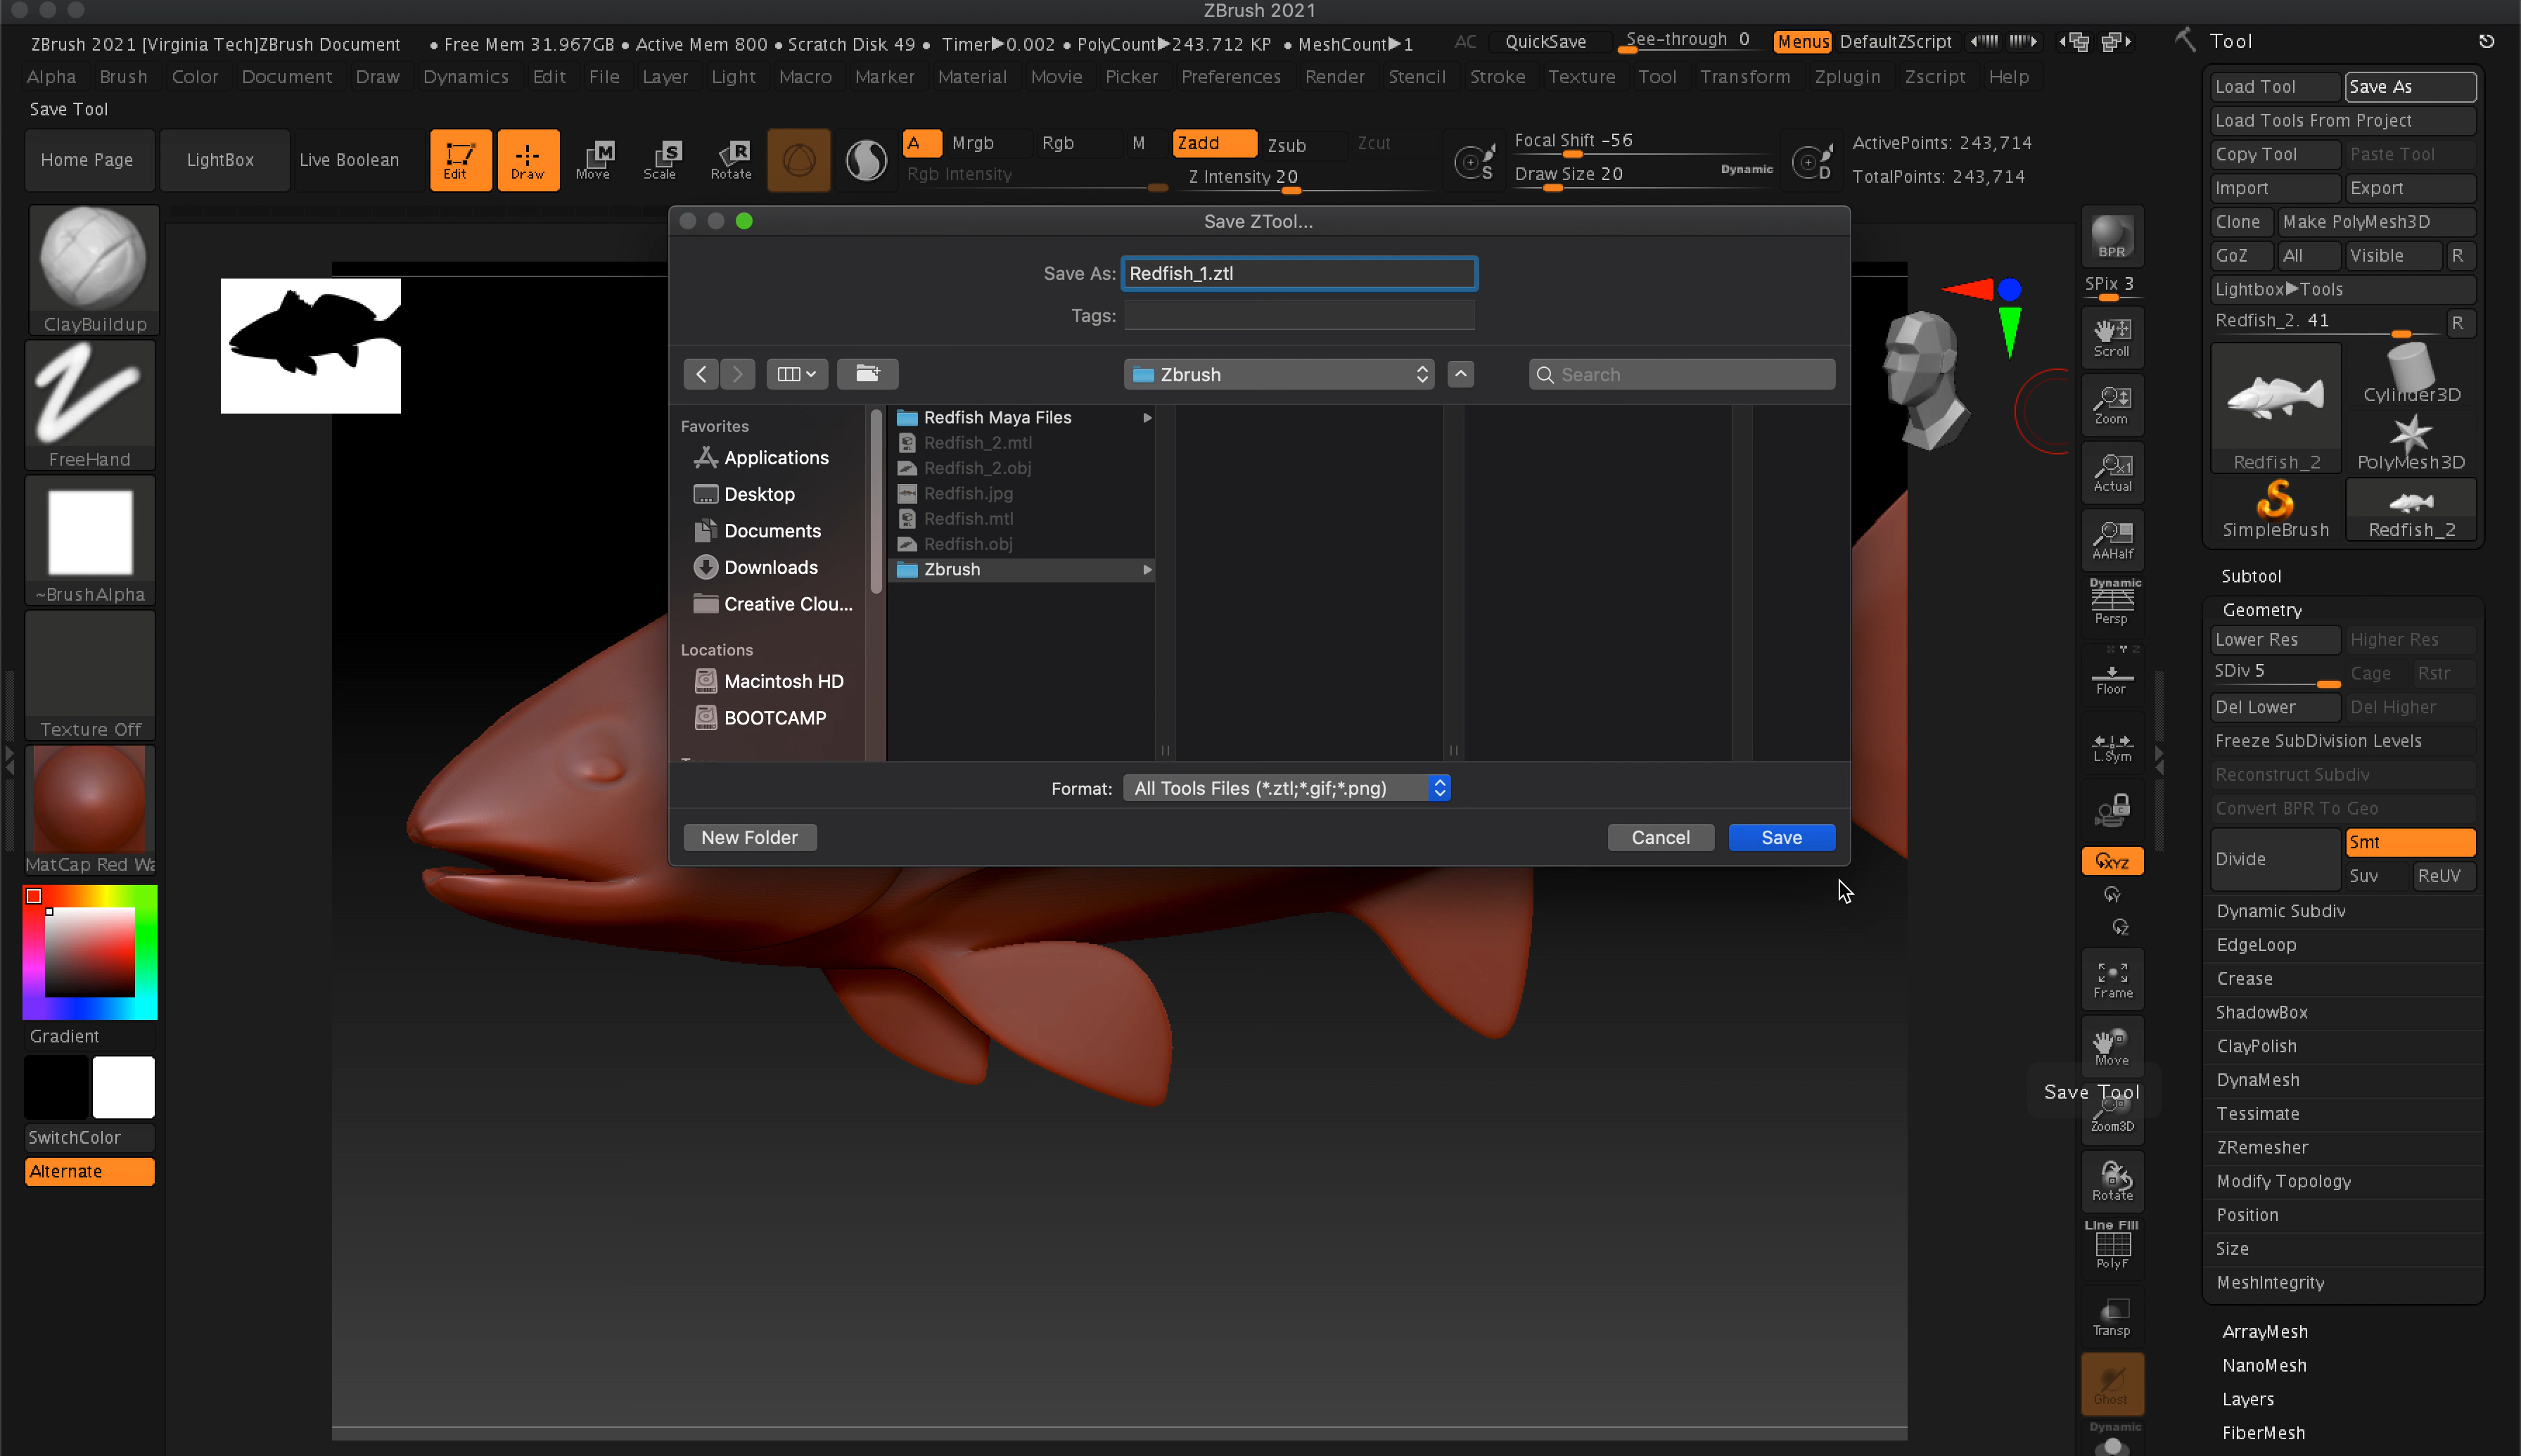 ZBrush 2021
ZBrush 2021 [Virginia Tech]ZBrush Document • Free Mem 31.967GB • Active Mem 800 • Scratch Disk 49 • Timer▶0.002 • PolyCount▶243.712 KP • MeshCount▶1 AC QuickSave See-through 0 Menus DefaultZScript
Alpha Brush Color Document Draw Dynamics Edit File Layer Light Macro Marker Material Movie Picker Preferences Render Stencil Stroke Texture Tool Transform Zplugin Zscript Help
Save Tool
Home Page LightBox Live Boolean Edit Draw Move Scale Rotate
A Mrgb Rgb M Zadd Zsub Zcut
Rgb Intensity Z Intensity 20
Focal Shift -56
Draw Size 20 Dynamic
ActivePoints: 243,714
TotalPoints: 243,714
ClayBuildup
FreeHand
~BrushAlpha
Texture Off
MatCap Red Wa
Gradient
SwitchColor
Alternate
Save ZTool...
Save As: Redfish_1.ztl
Tags:
Zbrush
Search
Favorites
Applications
Desktop
Documents
Downloads
Creative Clou...
Locations
Macintosh HD
BOOTCAMP
Redfish Maya Files
Redfish_2.mtl
Redfish_2.obj
Redfish.jpg
Redfish.mtl
Redfish.obj
Zbrush
Format: All Tools Files (*.ztl;*.gif;*.png)
New Folder Cancel Save
BPR
SPix 3
Scroll
Zoom
Actual
AAHalf
Dynamic
Persp
Floor
L.Sym
XYZ
Y
Z
Frame
Move
Save Tool
Zoom3D
Rotate
Line Fill
PolyF
Transp
Ghost
Dynamic
Tool
Load Tool Save As
Load Tools From Project
Copy Tool Paste Tool
Import Export
Clone Make PolyMesh3D
GoZ All Visible R
Lightbox▶Tools
Redfish_2. 41 R
Redfish_2
Cylinder3D
PolyMesh3D
SimpleBrush
Redfish_2
Subtool
Geometry
Lower Res Higher Res
SDiv 5 Cage Rstr
Del Lower Del Higher
Freeze SubDivision Levels
Reconstruct Subdiv
Convert BPR To Geo
Divide Smt
Suv ReUV
Dynamic Subdiv
EdgeLoop
Crease
ShadowBox
ClayPolish
DynaMesh
Tessimate
ZRemesher
Modify Topology
Position
Size
MeshIntegrity
ArrayMesh
NanoMesh
Layers
FiberMesh